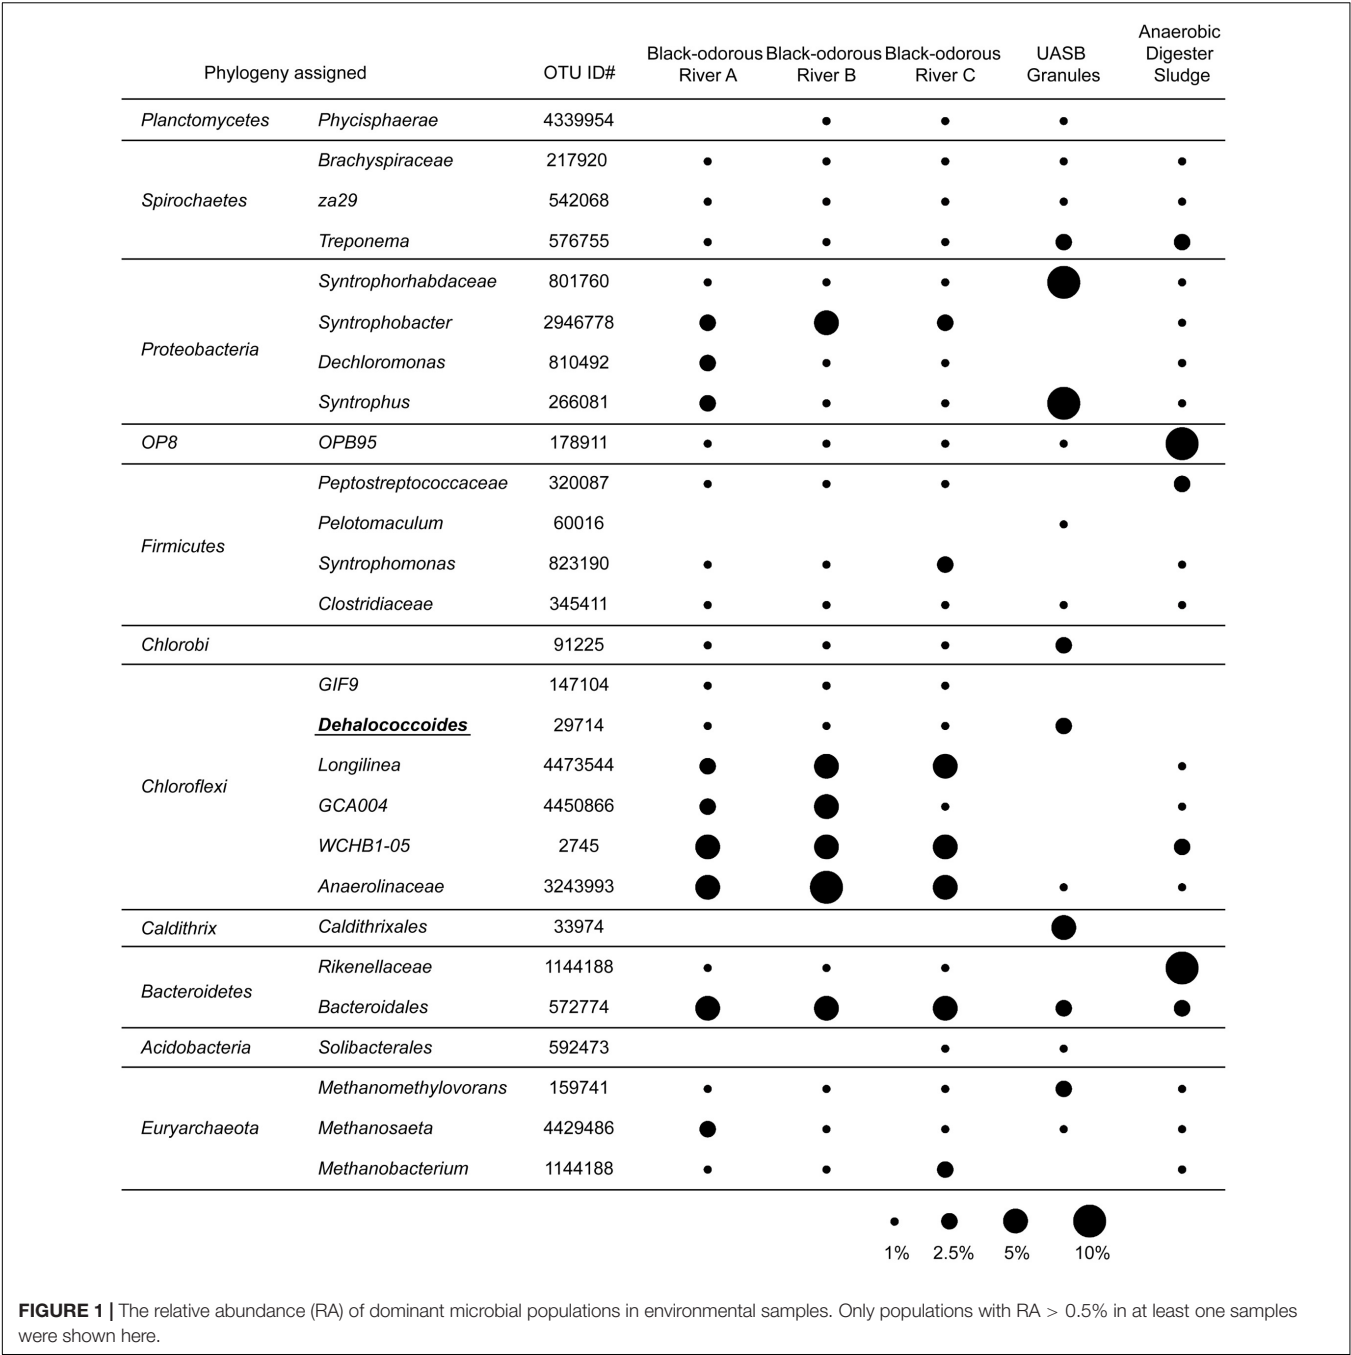 Phylogeny assigned OTU ID# Black-odorous River A Black-odorous River B Black-odorous River C UASB Granules Anaerobic Digester Sludge
Planctomycetes Phycisphaerae 4339954
Brachyspiraceae 217920
Spirochaetes za29 542068
Treponema 576755
Syntrophorhabdaceae 801760
Syntrophobacter 2946778
Proteobacteria
Dechloromonas 810492
Syntrophus 266081
OP8 OPB95 178911
Peptostreptococcaceae 320087
Pelotomaculum 60016
Firmicutes
Syntrophomonas 823190
Clostridiaceae 345411
Chlorobi 91225
GIF9 147104
Dehalococcoides 29714
Longilinea 4473544
Chloroflexi
GCA004 4450866
WCHB1-05 2745
Anaerolinaceae 3243993
Caldithrix Caldithrixales 33974
Rikenellaceae 1144188
Bacteroidetes
Bacteroidales 572774
Acidobacteria Solibacterales 592473
Methanomethylovorans 159741
Euryarchaeota Methanosaeta 4429486
Methanobacterium 1144188
1% 2.5% 5% 10%
FIGURE 1 | The relative abundance (RA) of dominant microbial populations in environmental samples. Only populations with RA > 0.5% in at least one samples
were shown here.